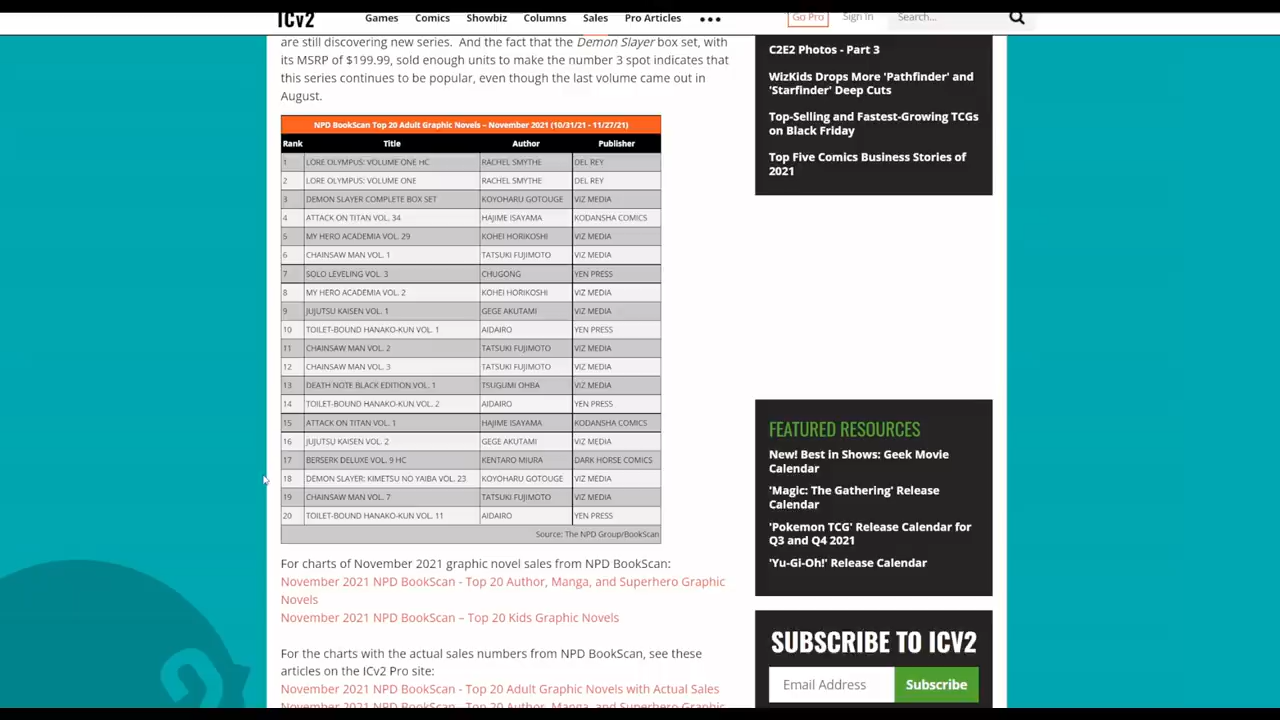 ICv2
Games Comics Showbiz Columns Sales Pro Articles ●●● Go Pro Sign In Search...
are still discovering new series. And the fact that the Demon Slayer box set, with
its MSRP of $199.99, sold enough units to make the number 3 spot indicates that
this series continues to be popular, even though the last volume came out in
August.
NPD BookScan Top 20 Adult Graphic Novels – November 2021 (10/31/21 - 11/27/21)
Rank Title Author Publisher
1 LORE OLYMPUS: VOLUME ONE HC RACHEL SMYTHE DEL REY
2 LORE OLYMPUS: VOLUME ONE RACHEL SMYTHE DEL REY
3 DEMON SLAYER COMPLETE BOX SET KOYOHARU GOTOUGE VIZ MEDIA
4 ATTACK ON TITAN VOL. 34 HAJIME ISAYAMA KODANSHA COMICS
5 MY HERO ACADEMIA VOL. 29 KOHEI HORIKOSHI VIZ MEDIA
6 CHAINSAW MAN VOL. 1 TATSUKI FUJIMOTO VIZ MEDIA
7 SOLO LEVELING VOL. 3 CHUGONG YEN PRESS
8 MY HERO ACADEMIA VOL. 2 KOHEI HORIKOSHI VIZ MEDIA
9 JUJUTSU KAISEN VOL. 1 GEGE AKUTAMI VIZ MEDIA
10 TOILET-BOUND HANAKO-KUN VOL. 1 AIDAIRO YEN PRESS
11 CHAINSAW MAN VOL. 2 TATSUKI FUJIMOTO VIZ MEDIA
12 CHAINSAW MAN VOL. 3 TATSUKI FUJIMOTO VIZ MEDIA
13 DEATH NOTE BLACK EDITION VOL. 1 TSUGUMI OHBA VIZ MEDIA
14 TOILET-BOUND HANAKO-KUN VOL. 2 AIDAIRO YEN PRESS
15 ATTACK ON TITAN VOL. 1 HAJIME ISAYAMA KODANSHA COMICS
16 JUJUTSU KAISEN VOL. 2 GEGE AKUTAMI VIZ MEDIA
17 BERSERK DELUXE VOL. 9 HC KENTARO MIURA DARK HORSE COMICS
18 DEMON SLAYER: KIMETSU NO YAIBA VOL. 23 KOYOHARU GOTOUGE VIZ MEDIA
19 CHAINSAW MAN VOL. 7 TATSUKI FUJIMOTO VIZ MEDIA
20 TOILET-BOUND HANAKO-KUN VOL. 11 AIDAIRO YEN PRESS
Source: The NPD Group/BookScan
For charts of November 2021 graphic novel sales from NPD BookScan:
November 2021 NPD BookScan - Top 20 Author, Manga, and Superhero Graphic
Novels
November 2021 NPD BookScan – Top 20 Kids Graphic Novels
For the charts with the actual sales numbers from NPD BookScan, see these
articles on the ICv2 Pro site:
November 2021 NPD BookScan - Top 20 Adult Graphic Novels with Actual Sales
November 2021 NPD BookScan - Top 20 Author, Manga, and Superhero Graphic
C2E2 Photos - Part 3
WizKids Drops More 'Pathfinder' and
'Starfinder' Deep Cuts
Top-Selling and Fastest-Growing TCGs
on Black Friday
Top Five Comics Business Stories of
2021
FEATURED RESOURCES
New! Best in Shows: Geek Movie
Calendar
'Magic: The Gathering' Release
Calendar
'Pokemon TCG' Release Calendar for
Q3 and Q4 2021
'Yu-Gi-Oh!' Release Calendar
SUBSCRIBE TO ICV2
Email Address Subscribe